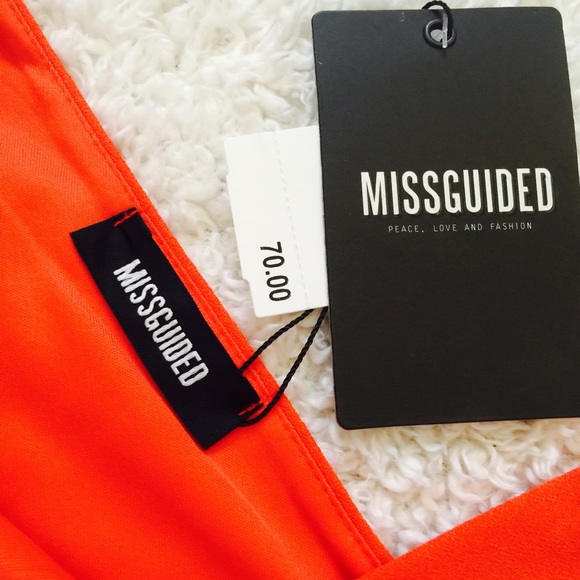 MISSGUIDED
PEACE, LOVE AND FASHION
70.00
MISSGUIDED